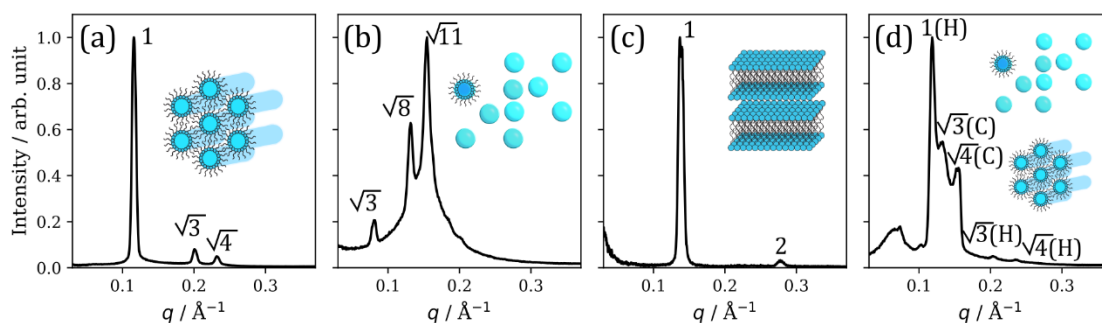 (a)
1
√3
√4
Intensity / arb. unit
1.0
0.8
0.6
0.4
0.2
0.0
0.1
0.2
0.3
q / Å⁻¹
(b)
√3
√8
√11
0.1
0.2
0.3
q / Å⁻¹
(c)
1
2
0.1
0.2
0.3
q / Å⁻¹
(d)
1(H)
√3(C)
√4(C)
√3(H)
√4(H)
0.1
0.2
0.3
q / Å⁻¹